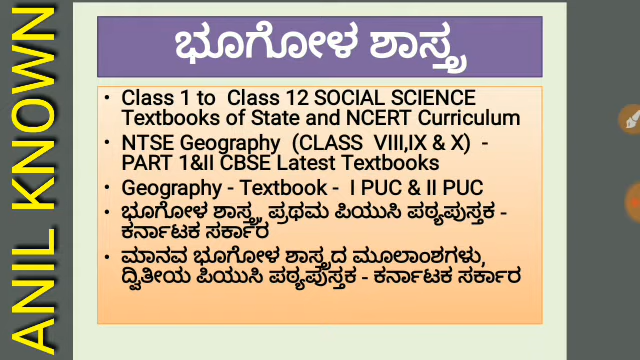 ANIL KNOWN
ಭೂಗೋಳ ಶಾಸ್ತ್ರ
• Class 1 to Class 12 SOCIAL SCIENCE
Textbooks of State and NCERT Curriculum
• NTSE Geography (CLASS VIII,IX & X) -
PART 1&II CBSE Latest Textbooks
• Geography - Textbook - I PUC & II PUC
• ಭೂಗೋಳ ಶಾಸ್ತ್ರ, ಪ್ರಥಮ ಪಿಯುಸಿ ಪಠ್ಯಪುಸ್ತಕ -
ಕರ್ನಾಟಕ ಸರ್ಕಾರ
• ಮಾನವ ಭೂಗೋಳ ಶಾಸ್ತ್ರದ ಮೂಲಾಂಶಗಳು,
ದ್ವಿತೀಯ ಪಿಯುಸಿ ಪಠ್ಯಪುಸ್ತಕ - ಕರ್ನಾಟಕ ಸರ್ಕಾರ